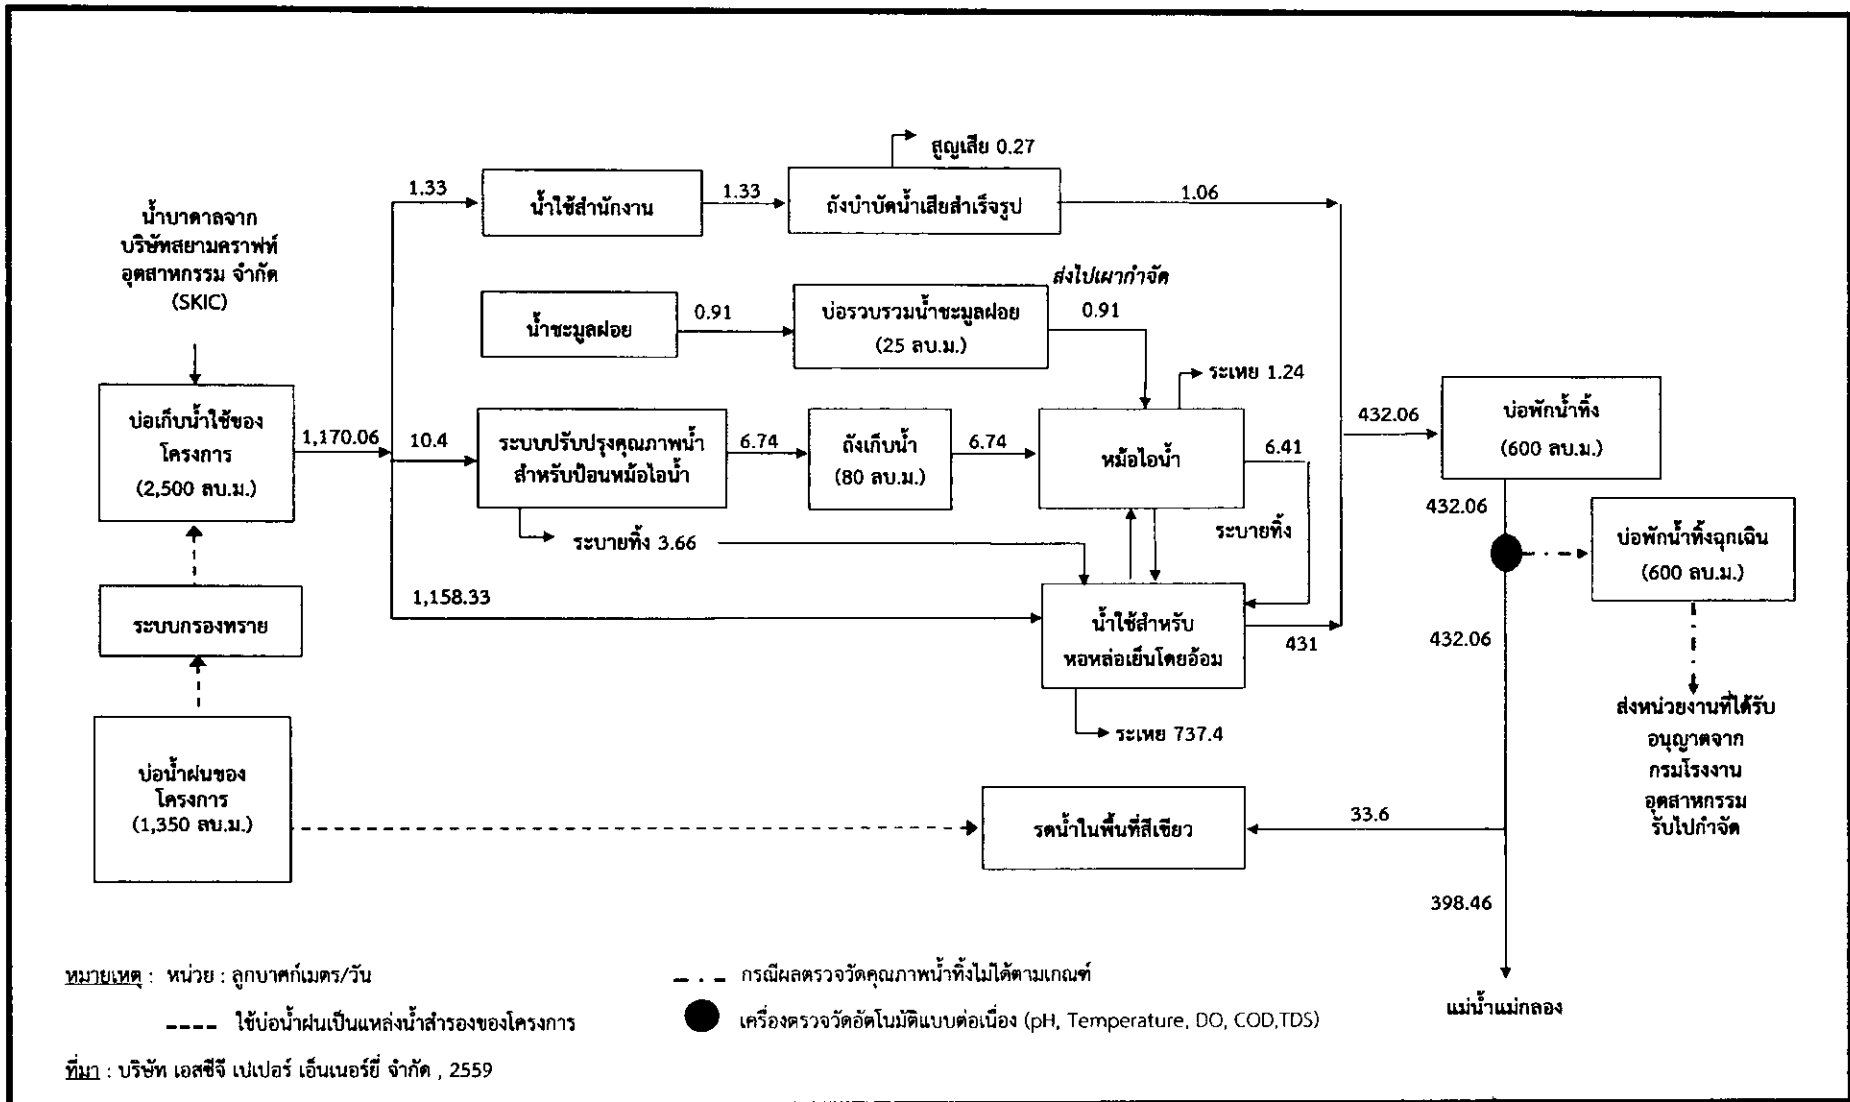 สูญเสีย 0.27
1.33
น้ำใช้สำนักงาน
1.33
ถังบำบัดน้ำเสียสำเร็จรูป
1.06
น้ำบาดาลจาก
บริษัทสยามคราฟท์
อุตสาหกรรม จำกัด
(SKIC)
ส่งไปเผากำจัด
น้ำชะมูลฝอย
0.91
บ่อรวบรวมน้ำชะมูลฝอย
(25 ลบ.ม.)
0.91
ระเหย 1.24
บ่อเก็บน้ำใช้ของ
โครงการ
(2,500 ลบ.ม.)
1,170.06
10.4
ระบบปรับปรุงคุณภาพน้ำ
สำหรับป้อนหม้อไอน้ำ
6.74
ถังเก็บน้ำ
(80 ลบ.ม.)
6.74
หม้อไอน้ำ
6.41
432.06
บ่อพักน้ำทิ้ง
(600 ลบ.ม.)
ระบายทิ้ง
ระบายทิ้ง 3.66
432.06
บ่อพักน้ำทิ้งฉุกเฉิน
(600 ลบ.ม.)
ระบบกรองทราย
1,158.33
น้ำใช้สำหรับ
หอหล่อเย็นโดยอ้อม
431
432.06
ระเหย 737.4
ส่งหน่วยงานที่ได้รับ
อนุญาตจาก
กรมโรงงาน
อุตสาหกรรม
รับไปกำจัด
บ่อน้ำฝนของ
โครงการ
(1,350 ลบ.ม.)
รดน้ำในพื้นที่สีเขียว
33.6
398.46
แม่น้ำแม่กลอง
หมายเหตุ : หน่วย : ลูกบาศก์เมตร/วัน
กรณีผลตรวจวัดคุณภาพน้ำทิ้งไม่ได้ตามเกณฑ์
ใช้บ่อน้ำฝนเป็นแหล่งน้ำสำรองของโครงการ
เครื่องตรวจวัดอัตโนมัติแบบต่อเนื่อง (pH, Temperature, DO, COD,TDS)
ที่มา : บริษัท เอสซีจี เปเปอร์ เอ็นเนอร์ยี่ จำกัด , 2559